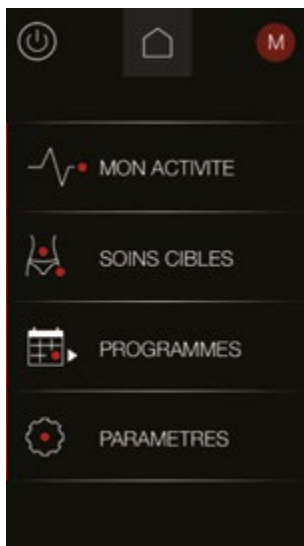 M
MON ACTIVITE
SOINS CIBLES
PROGRAMMES
PARAMETRES